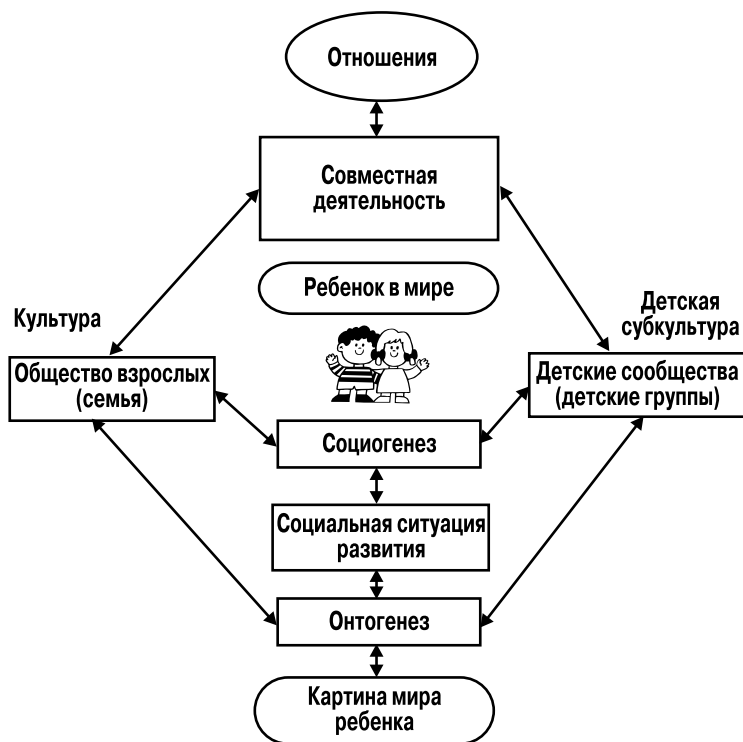 Отношения
Совместная
деятельность
Ребенок в мире
Культура
Детская
субкультура
Общество взрослых
(семья)
Детские сообщества
(детские группы)
Социогенез
Социальная ситуация
развития
Онтогенез
Картина мира
ребенка